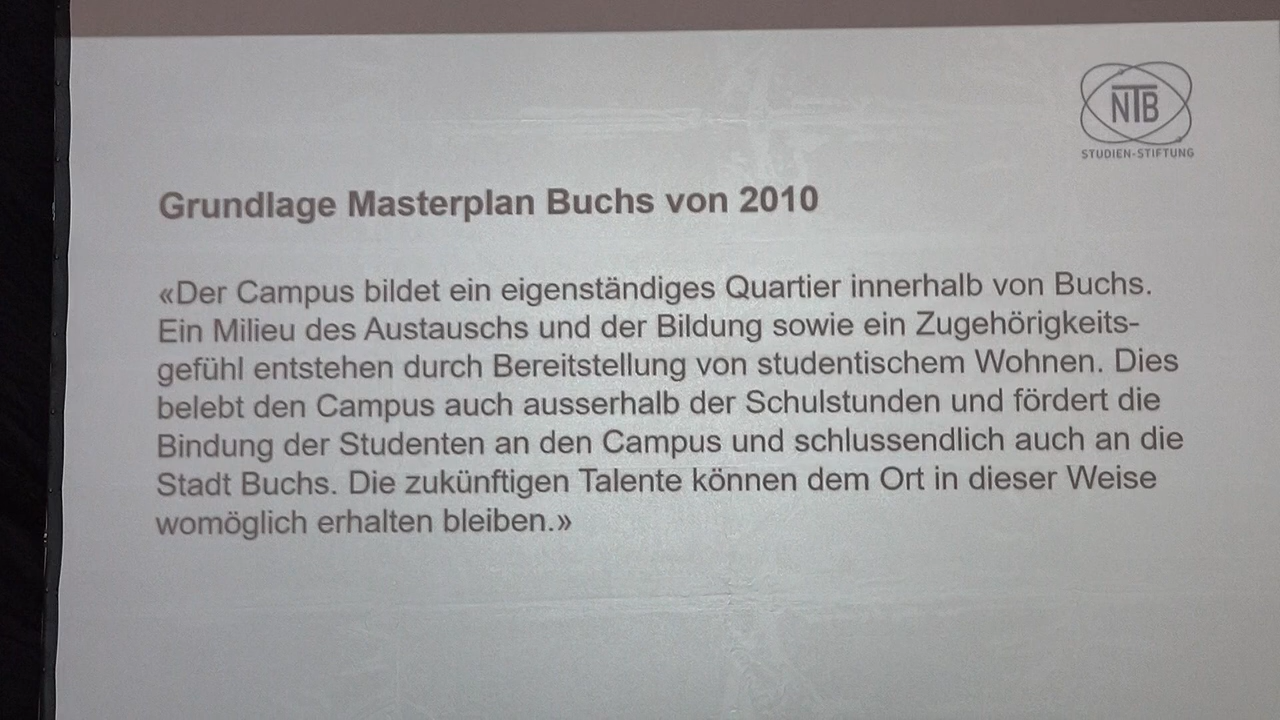 NTB
STUDIEN-STIFTUNG
Grundlage Masterplan Buchs von 2010
«Der Campus bildet ein eigenständiges Quartier innerhalb von Buchs.
Ein Milieu des Austauschs und der Bildung sowie ein Zugehörigkeits-
gefühl entstehen durch Bereitstellung von studentischem Wohnen. Dies
belebt den Campus auch ausserhalb der Schulstunden und fördert die
Bindung der Studenten an den Campus und schlussendlich auch an die
Stadt Buchs. Die zukünftigen Talente können dem Ort in dieser Weise
womöglich erhalten bleiben.»